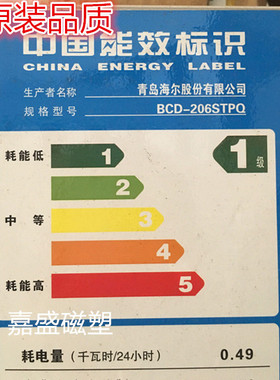 原装品质
中国能效标识
CHINA ENERGY LABEL
生产者名称 青岛海尔股份有限公司
规格型号 BCD-206STPQ
耗能低 1 1级
2
中等 3
4
耗能高 5
嘉盛磁塑
耗电量(千瓦时/24小时) 0.49